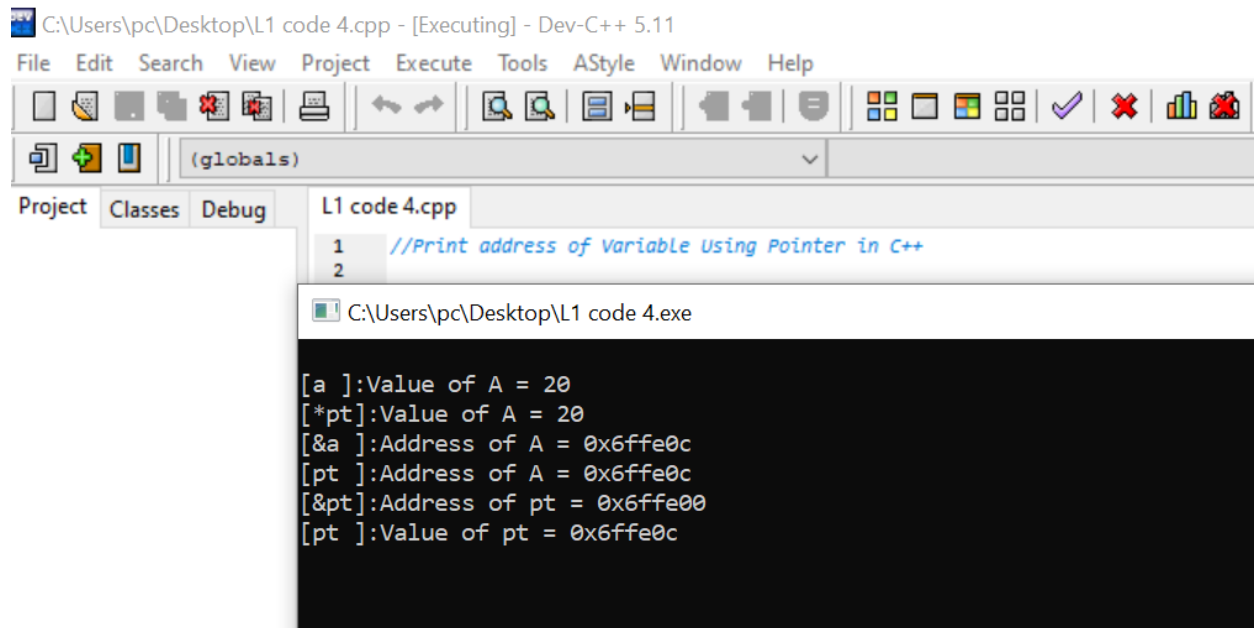 C:\Users\pc\Desktop\L1 code 4.cpp - [Executing] - Dev-C++ 5.11
File Edit Search View Project Execute Tools AStyle Window Help
(globals)
Project Classes Debug L1 code 4.cpp
1 //Print address of Variable Using Pointer in C++
2
C:\Users\pc\Desktop\L1 code 4.exe
[a ]:Value of A = 20
[*pt]:Value of A = 20
[&a ]:Address of A = 0x6ffe0c
[pt ]:Address of A = 0x6ffe0c
[&pt]:Address of pt = 0x6ffe00
[pt ]:Value of pt = 0x6ffe0c